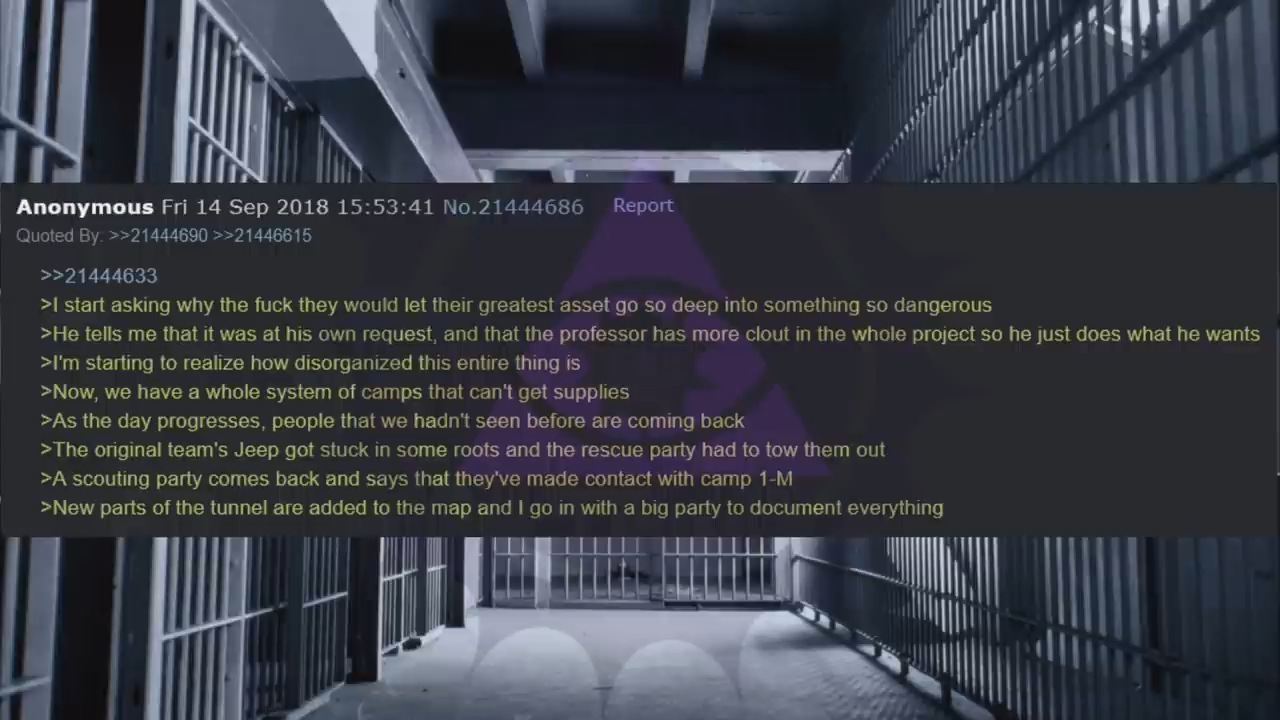 Anonymous Fri 14 Sep 2018 15:53:41 No.21444686 Report
Quoted By: >>21444690 >>21446615
>>21444633
>I start asking why the fuck they would let their greatest asset go so deep into something so dangerous
>He tells me that it was at his own request, and that the professor has more clout in the whole project so he just does what he wants
>I'm starting to realize how disorganized this entire thing is
>Now, we have a whole system of camps that can't get supplies
>As the day progresses, people that we hadn't seen before are coming back
>The original team's Jeep got stuck in some roots and the rescue party had to tow them out
>A scouting party comes back and says that they've made contact with camp 1-M
>New parts of the tunnel are added to the map and I go in with a big party to document everything